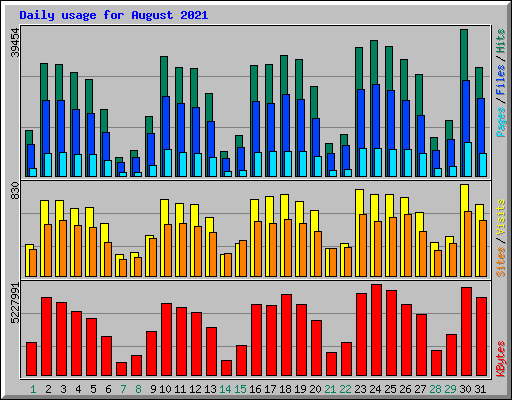 Daily usage for August 2021
39454
Pages / Files / Hits
830
Sites / Visits
5227991
KBytes
1 2 3 4 5 6 7 8 9 10 11 12 13 14 15 16 17 18 19 20 21 22 23 24 25 26 27 28 29 30 31